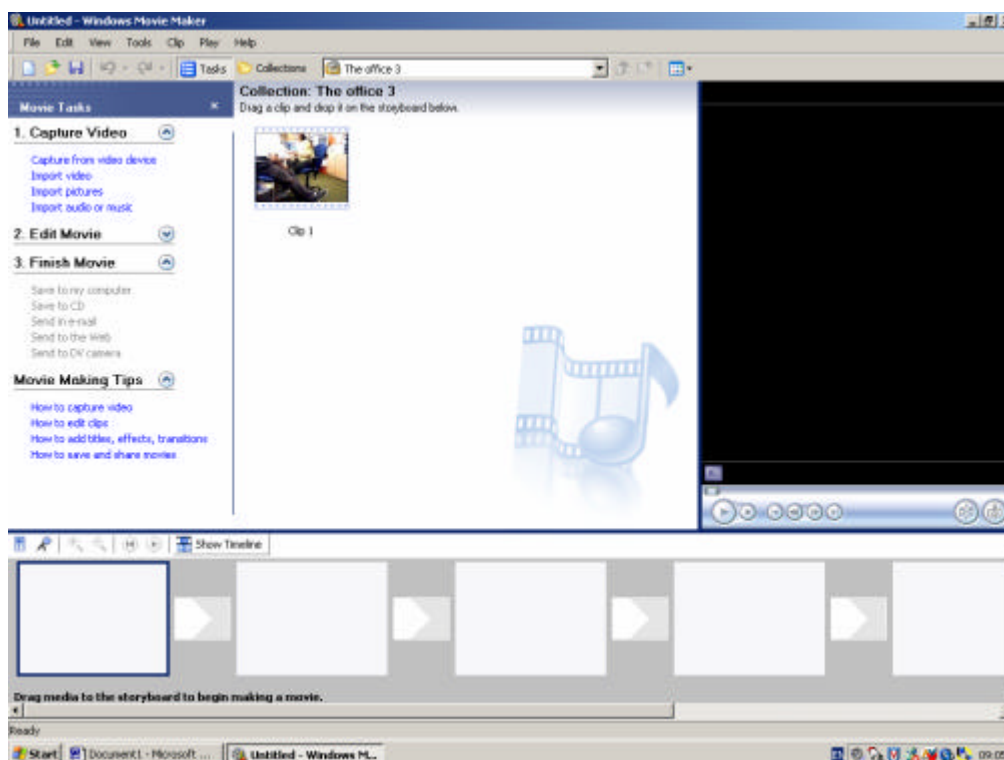 Untitled - Windows Movie Maker
File Edit View Tools Clip Play Help
Tasks Collections The office 3
Movie Tasks
Collection: The office 3
Drag a clip and drop it on the storyboard below.
1. Capture Video
Capture from video device
Import video
Import pictures
Import audio or music
Clip 1
2. Edit Movie
3. Finish Movie
Save to my computer
Save to CD
Send in e-mail
Send to the Web
Send to DV camera
Movie Making Tips
How to capture video
How to edit clips
How to add titles, effects, transitions
How to save and share movies
Show Timeline
Drag media to the storyboard to begin making a movie.
Ready
Start Document1 - Microsoft ... Untitled - Windows M... 09:05